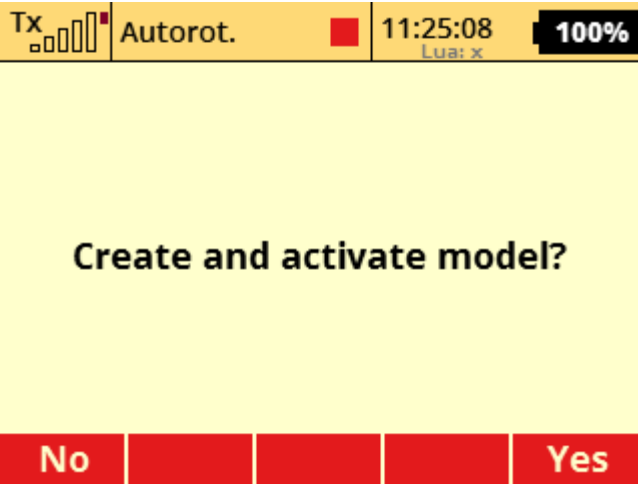 Tx Autorot. 11:25:08 100%
Lua: x
Create and activate model?
No Yes